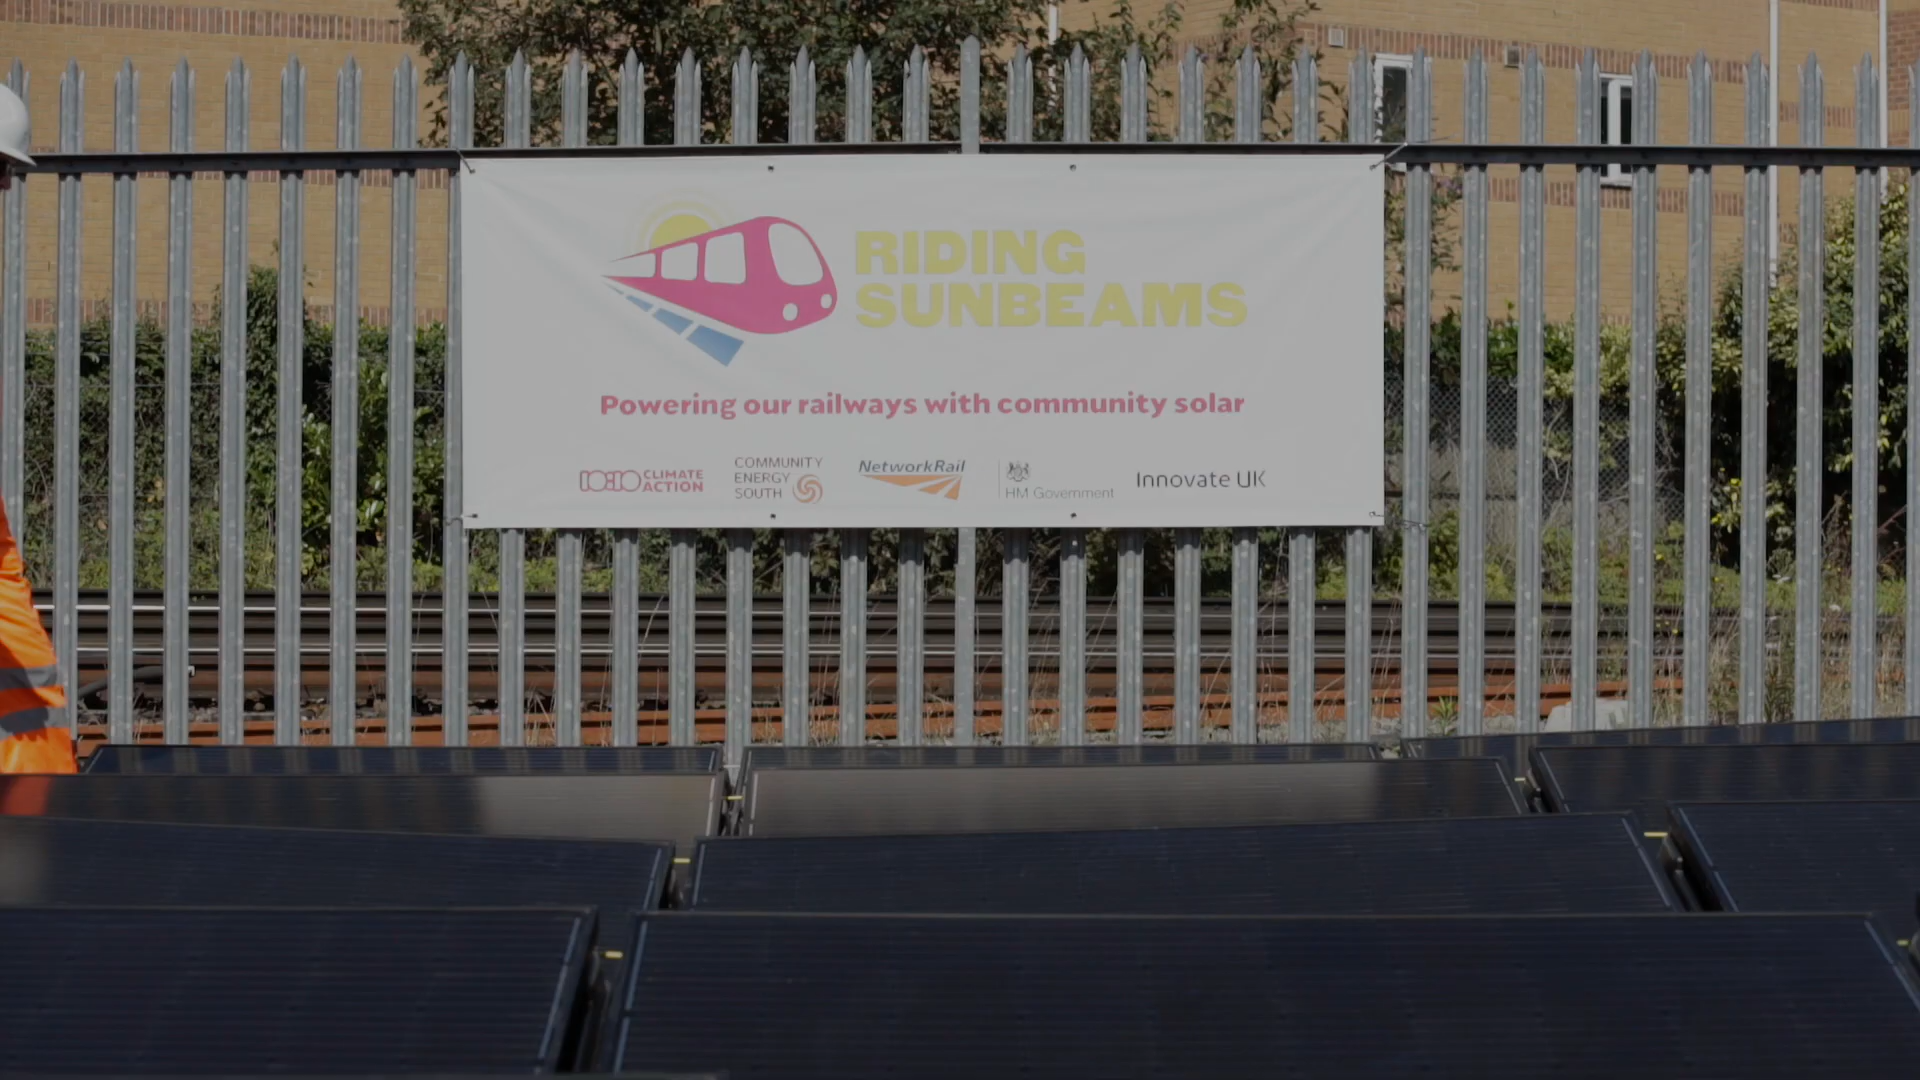 RIDING
SUNBEAMS
Powering our railways with community solar
10:10 CLIMATE
ACTION
COMMUNITY
ENERGY
SOUTH
NetworkRail
HM Government
Innovate UK